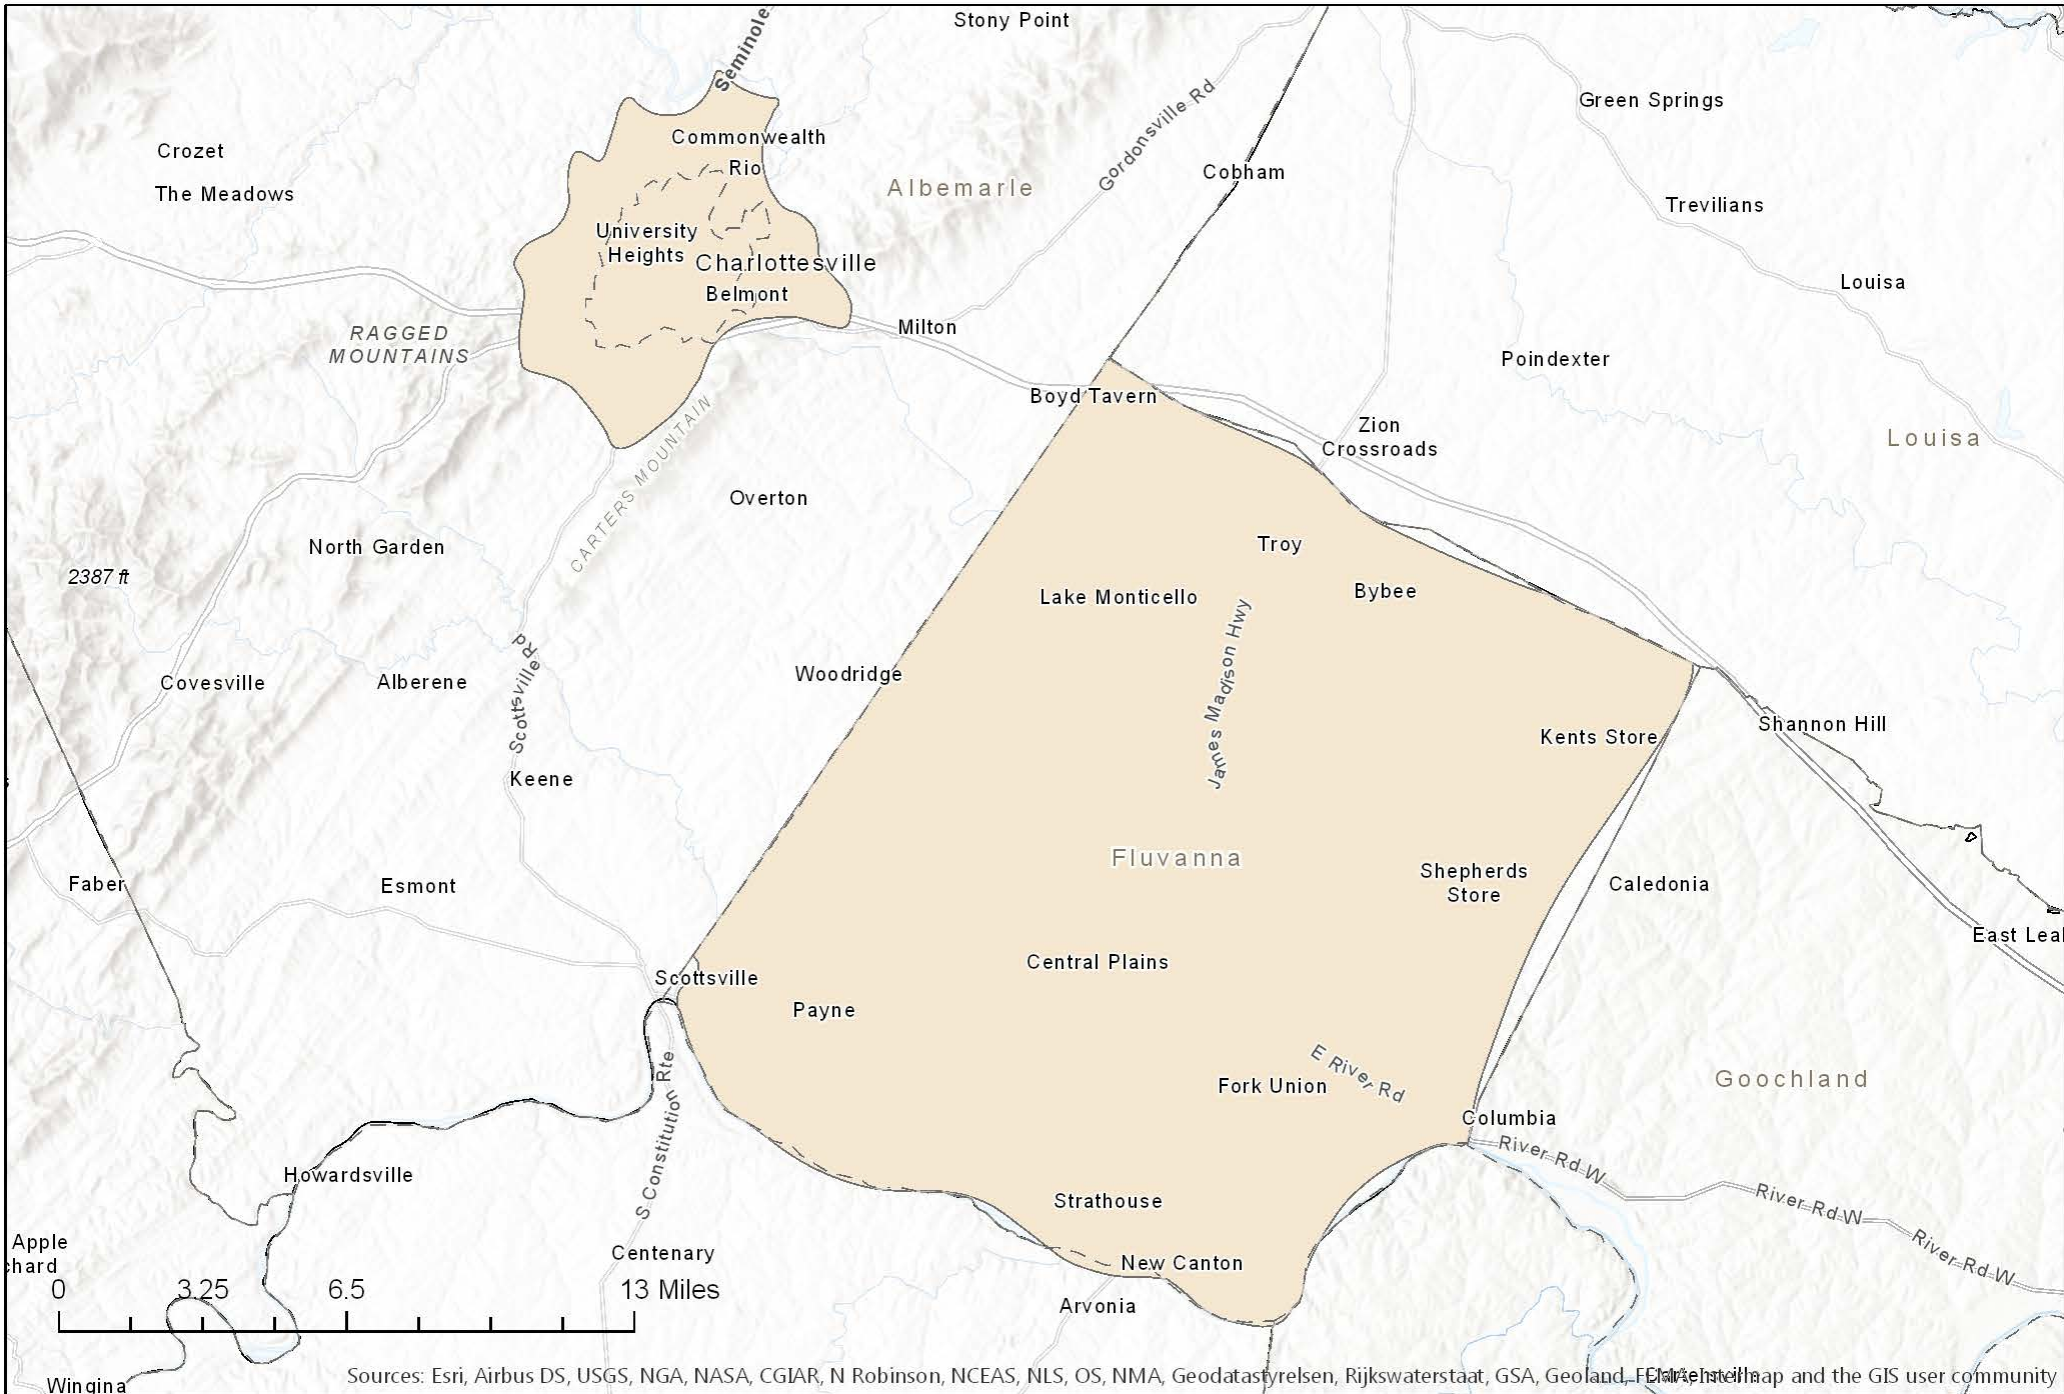 Stony Point
Seminole
Green Springs
Gordonsville Rd
Commonwealth
Crozet
Rio
Cobham
The Meadows
Albemarle
Trevilians
University
Heights
Charlottesville
Louisa
Belmont
Milton
RAGGED
MOUNTAINS
Poindexter
Boyd Tavern
Zion
Crossroads
Louisa
CARTERS MOUNTAIN
Overton
North Garden
Troy
2387 ft
Bybee
Lake Monticello
James Madison Hwy
Scottsville Rd
Woodridge
Covesville
Alberene
Shannon Hill
Kents Store
Keene
Fluvanna
Shepherds
Store
Faber
Esmont
Caledonia
East Leal
Central Plains
Scottsville
Payne
S Constitution Rte
E River Rd
Fork Union
Goochland
Columbia
River Rd W
River Rd W
River Rd W
Howardsville
Strathouse
Apple
chard
Centenary
New Canton
0 3.25 6.5 13 Miles
Arvonia
Wingina
Sources: Esri, Airbus DS, USGS, NGA, NASA, CGIAR, N Robinson, NCEAS, NLS, OS, NMA, Geodatastyrelsen, Rijkswaterstaat, GSA, Geoland, FEMA, Intermap and the GIS user community